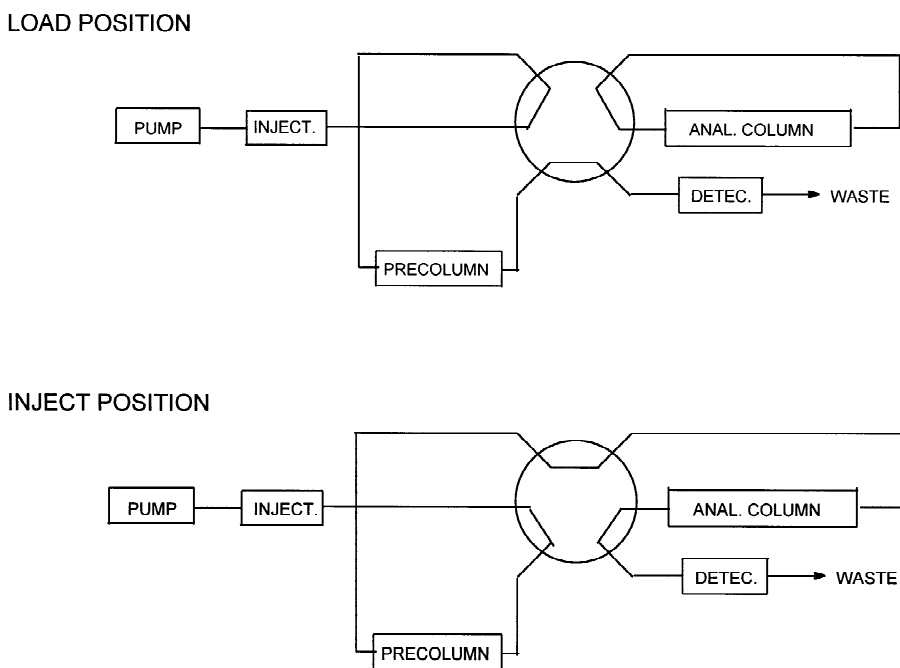 LOAD POSITION
PUMP
INJECT.
ANAL. COLUMN
DETEC.
WASTE
PRECOLUMN
INJECT POSITION
PUMP
INJECT.
ANAL. COLUMN
DETEC.
WASTE
PRECOLUMN